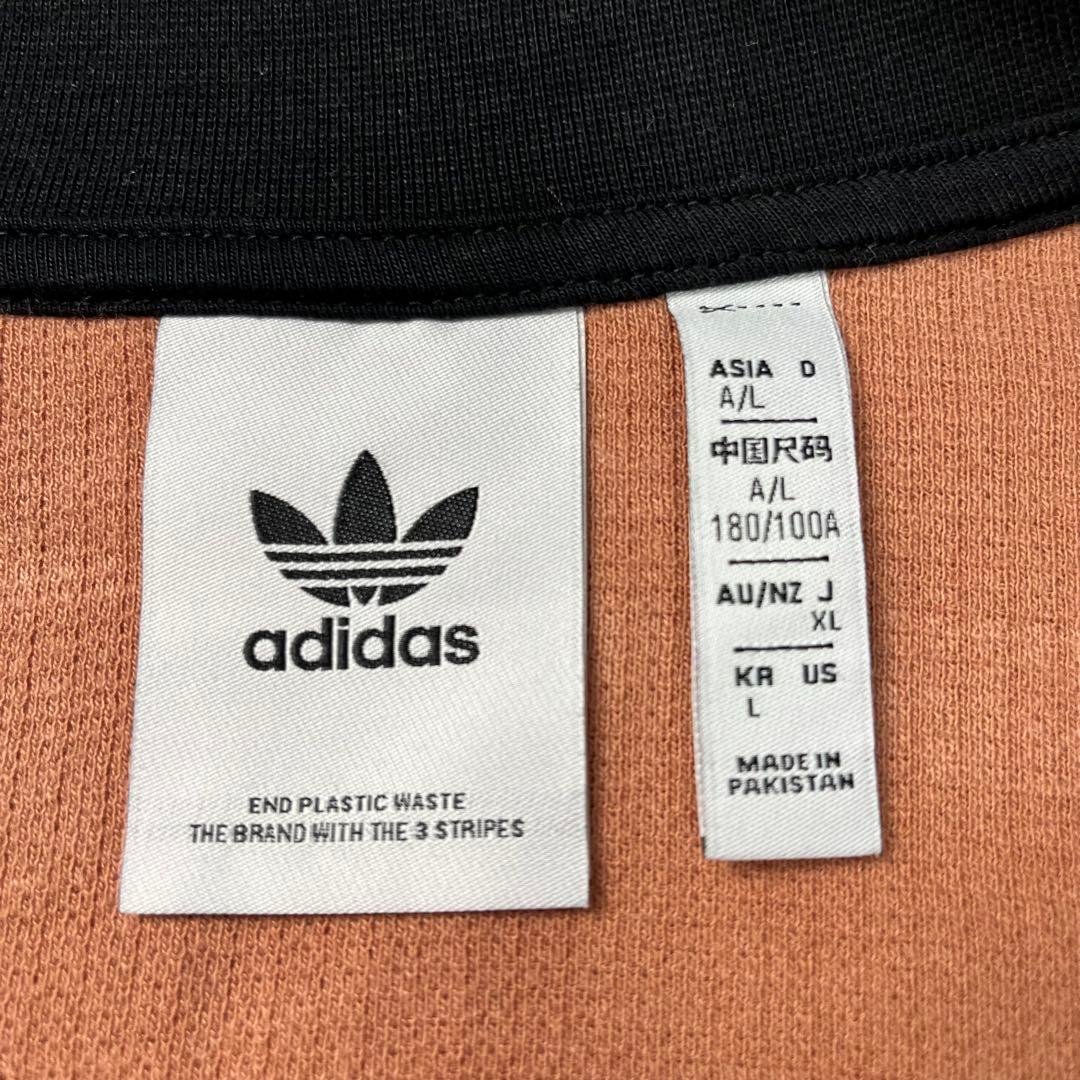 adidas
END PLASTIC WASTE
THE BRAND WITH THE 3 STRIPES
ASIA D
A/L
中国尺码
A/L
180/100A
AU/NZ J
XL
KR US
L
MADE IN
PAKISTAN